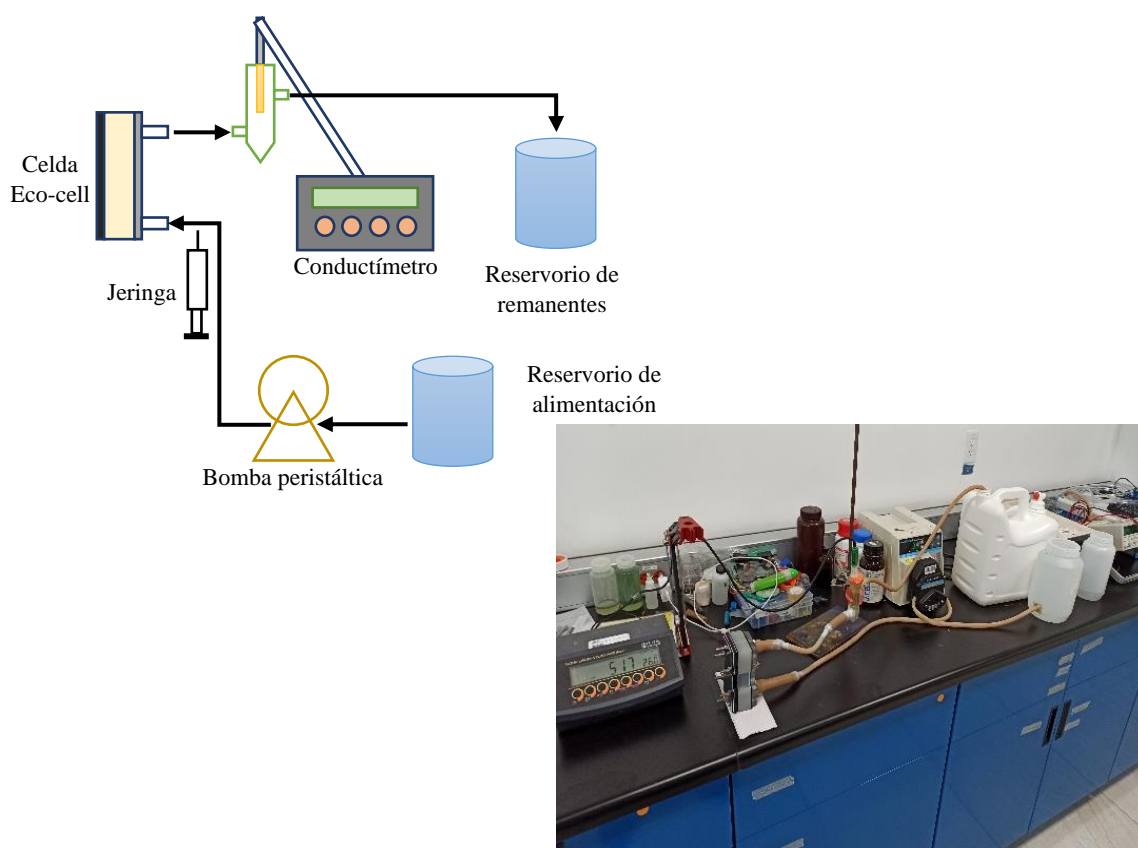 Celda
Eco-cell
Conductímetro
Jeringa
Reservorio de
remanentes
Reservorio de
alimentación
Bomba peristáltica